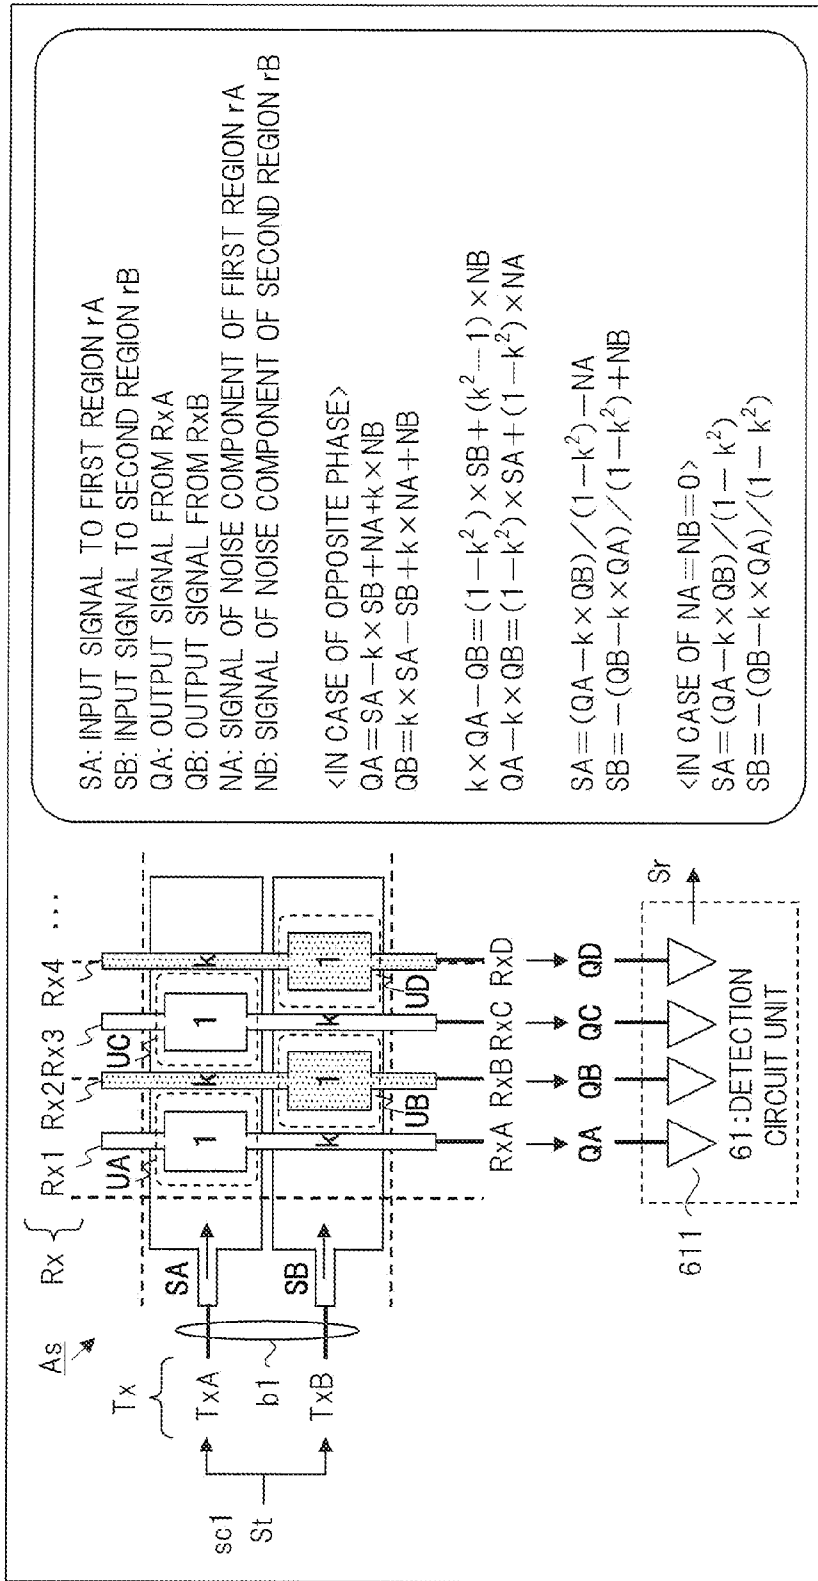 As
Tx
Rx
Rx1
Rx2
Rx3
Rx4
...
UA
UC
sc1
St
TxA
TxB
b1
SA
SB
1
k
1
k
k
1
k
1
UB
UD
RxA
RxB
RxC
RxD
QA
QB
QC
QD
Sr
611
61:DETECTION
CIRCUIT UNIT
SA: INPUT SIGNAL TO FIRST REGION rA
SB: INPUT SIGNAL TO SECOND REGION rB
QA: OUTPUT SIGNAL FROM RxA
QB: OUTPUT SIGNAL FROM RxB
NA: SIGNAL OF NOISE COMPONENT OF FIRST REGION rA
NB: SIGNAL OF NOISE COMPONENT OF SECOND REGION rB
<IN CASE OF OPPOSITE PHASE>
QA=SA-k×SB+NA+k×NB
QB=k×SA-SB+k×NA+NB
k×QA-QB=(1-k²)×SB+(k²-1)×NB
QA-k×QB=(1-k²)×SA+(1-k²)×NA
SA=(QA-k×QB)/(1-k²)-NA
SB=-(QB-k×QA)/(1-k²)+NB
<IN CASE OF NA=NB=0>
SA=(QA-k×QB)/(1-k²)
SB=-(QB-k×QA)/(1-k²)